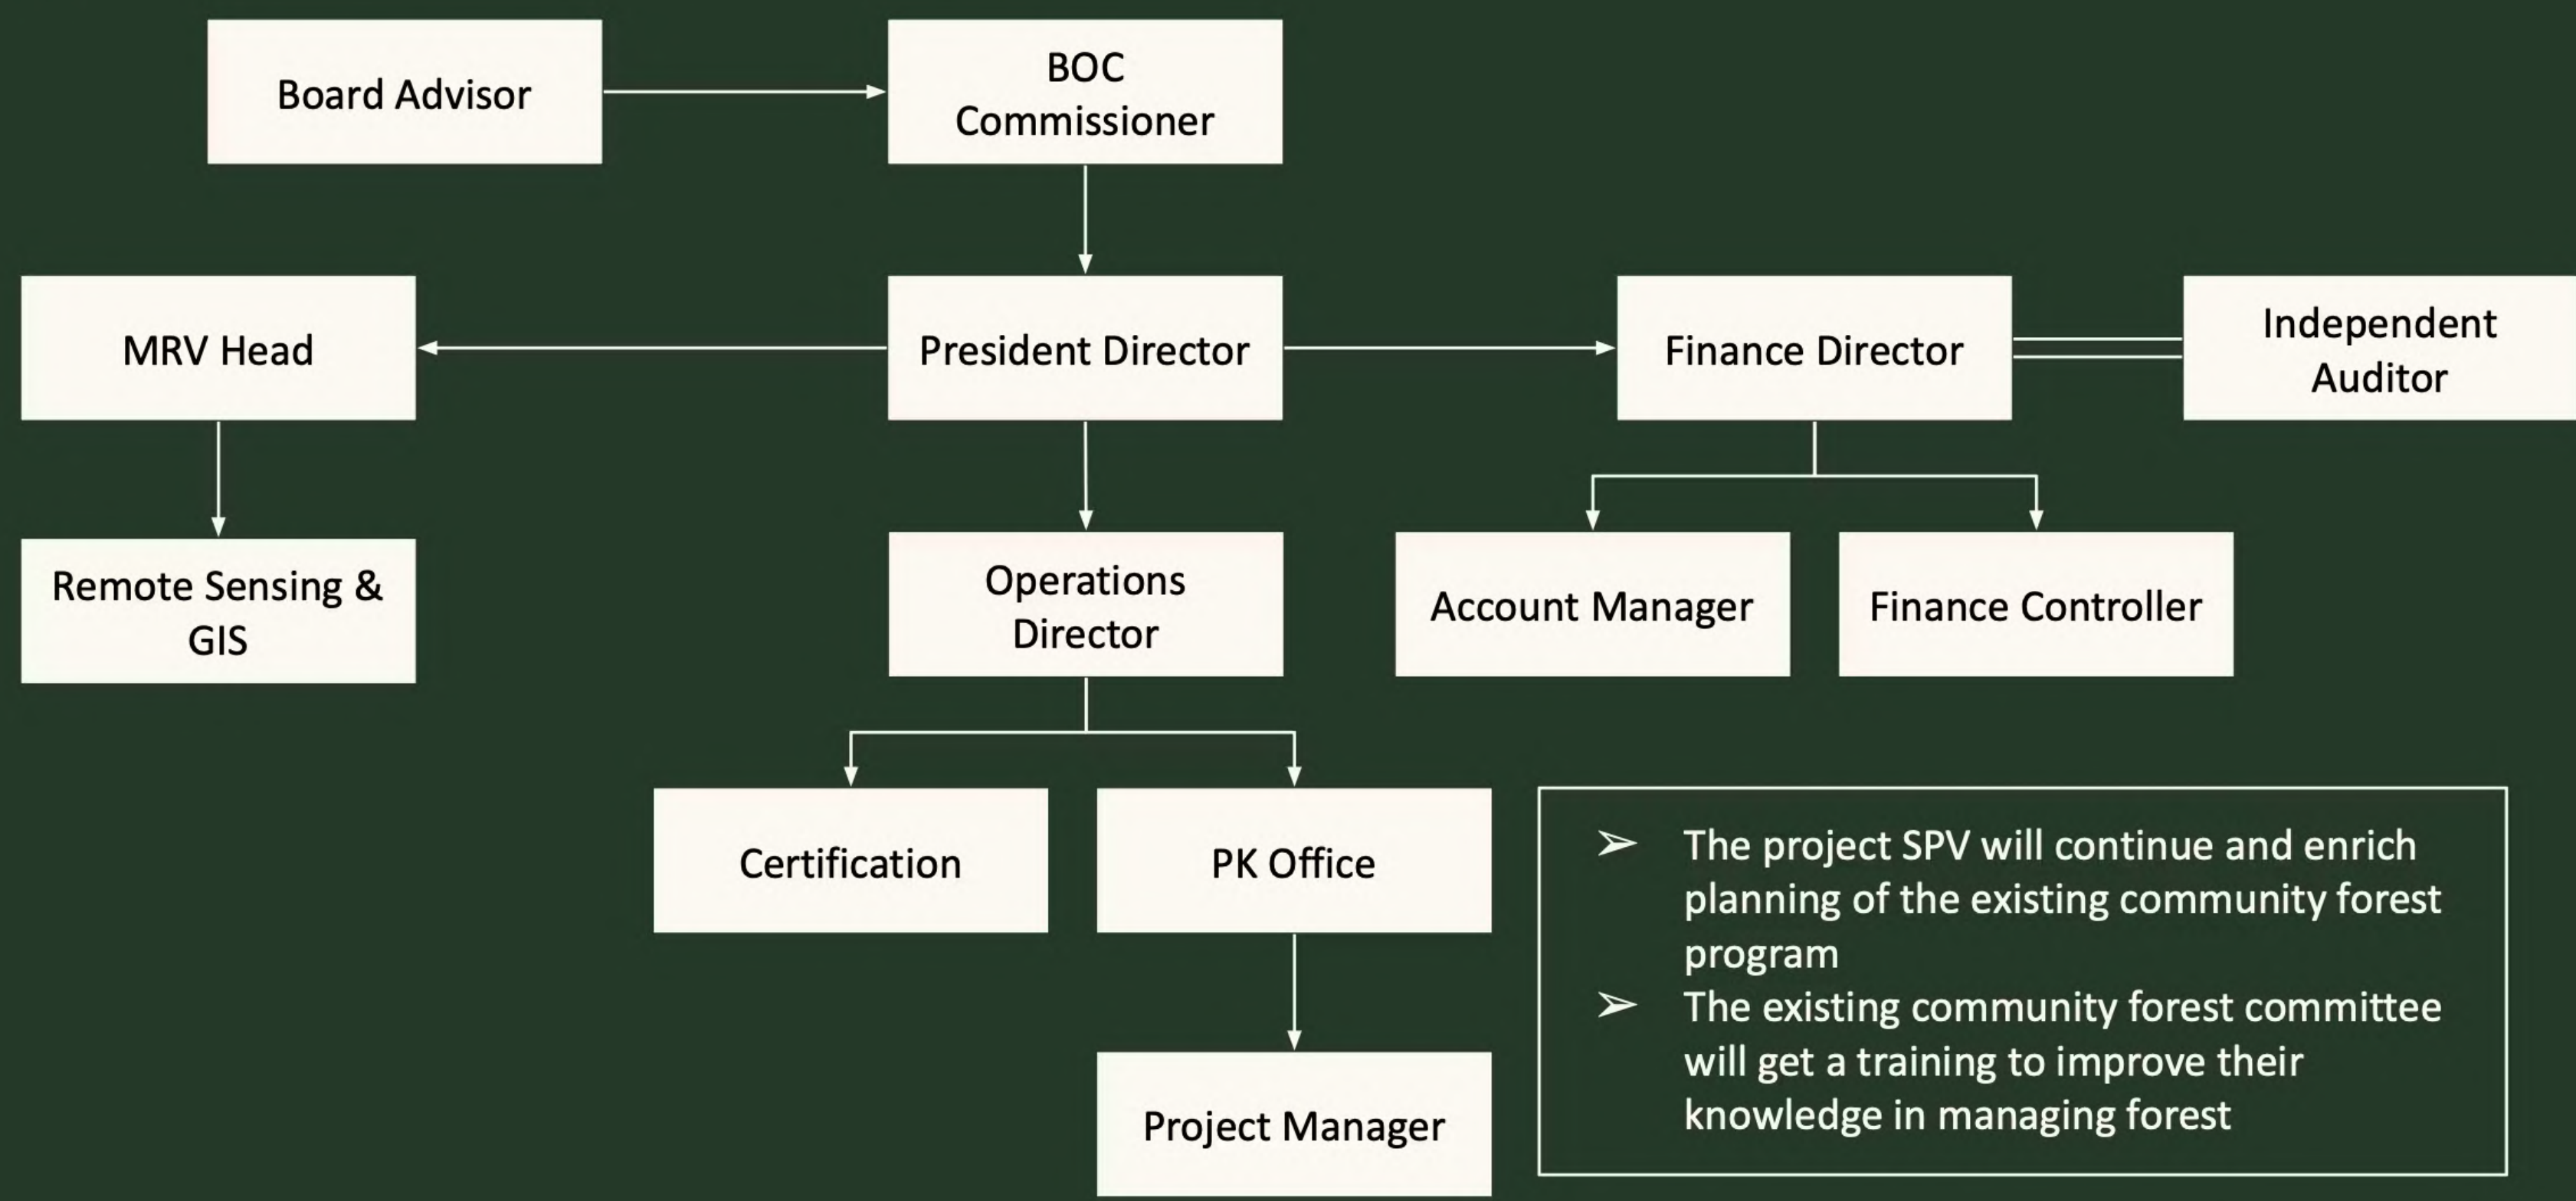 Board Advisor
BOC
Commissioner
MRV Head
President Director
Finance Director
Independent
Auditor
Remote Sensing &
GIS
Operations
Director
Account Manager
Finance Controller
Certification
PK Office
Project Manager
➢ The project SPV will continue and enrich
planning of the existing community forest
program
➢ The existing community forest committee
will get a training to improve their
knowledge in managing forest